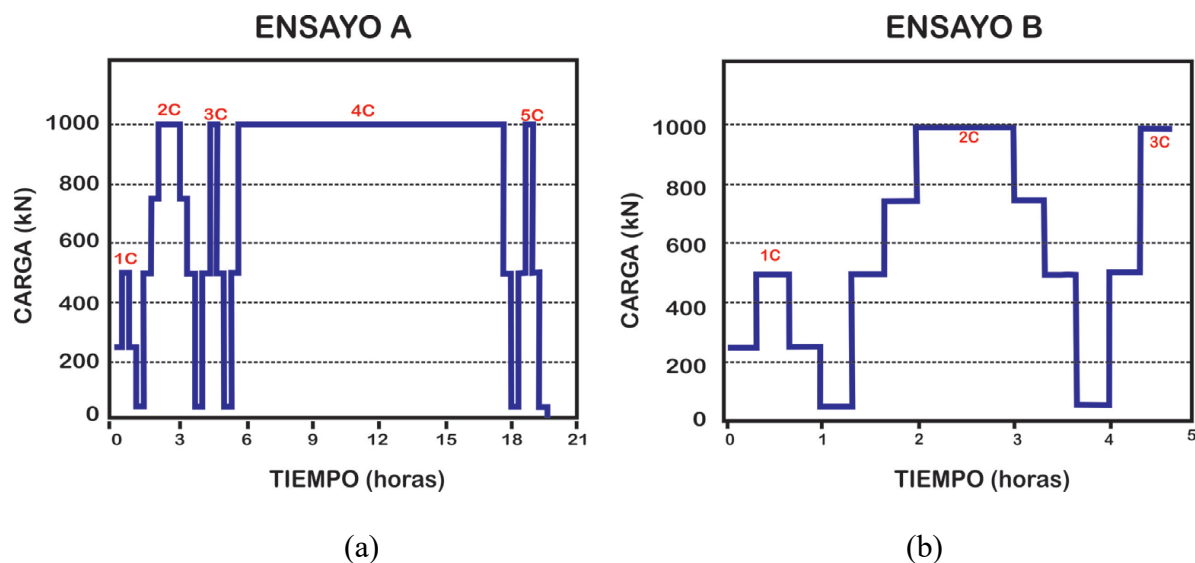 ENSAYO A
1000
800
600
400
200
0
CARGA (kN)
1C
2C
3C
4C
5C
0 3 6 9 12 15 18 21
TIEMPO (horas)
(a)
ENSAYO B
1000
800
600
400
200
0
CARGA (kN)
1C
2C
3C
0 1 2 3 4 5
TIEMPO (horas)
(b)